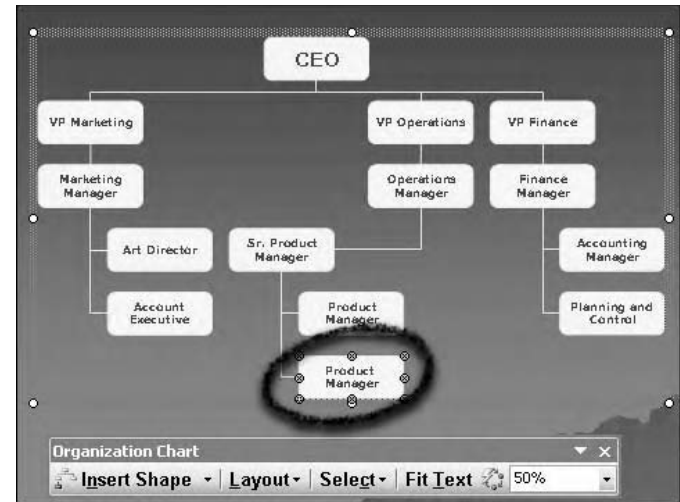 CEO
VP Marketing
VP Operations
VP Finance
Marketing
Manager
Operations
Manager
Finance
Manager
Art Director
Sr. Product
Manager
Accounting
Manager
Account
Executive
Product
Manager
Planning and
Control
Product
Manager
Organization Chart
Insert Shape
Layout
Select
Fit Text
50%